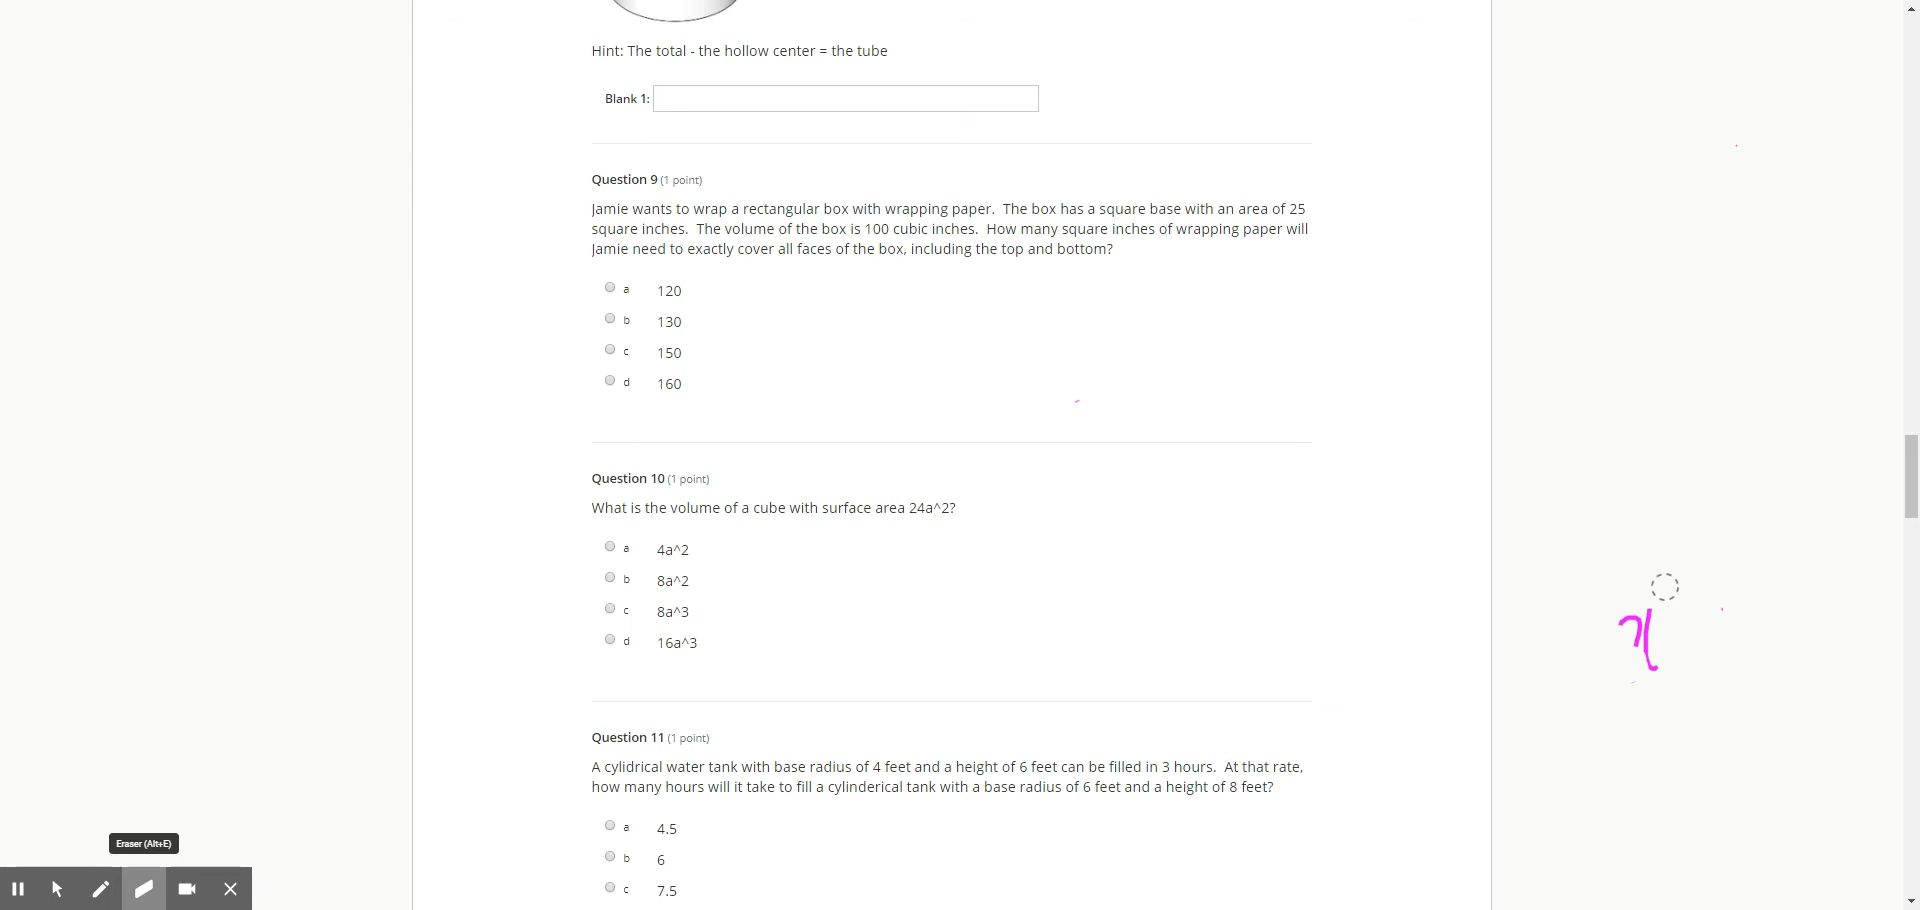 Hint: The total - the hollow center = the tube
Blank 1:
Question 9 (1 point)
Jamie wants to wrap a rectangular box with wrapping paper.  The box has a square base with an area of 25
square inches.  The volume of the box is 100 cubic inches.  How many square inches of wrapping paper will
Jamie need to exactly cover all faces of the box, including the top and bottom?
a 120
b 130
c 150
d 160
Question 10 (1 point)
What is the volume of a cube with surface area 24a^2?
a 4a^2
b 8a^2
c 8a^3
d 16a^3
Question 11 (1 point)
A cylidrical water tank with base radius of 4 feet and a height of 6 feet can be filled in 3 hours.  At that rate,
how many hours will it take to fill a cylinderical tank with a base radius of 6 feet and a height of 8 feet?
a 4.5
b 6
c 7.5
Eraser (Alt+E)